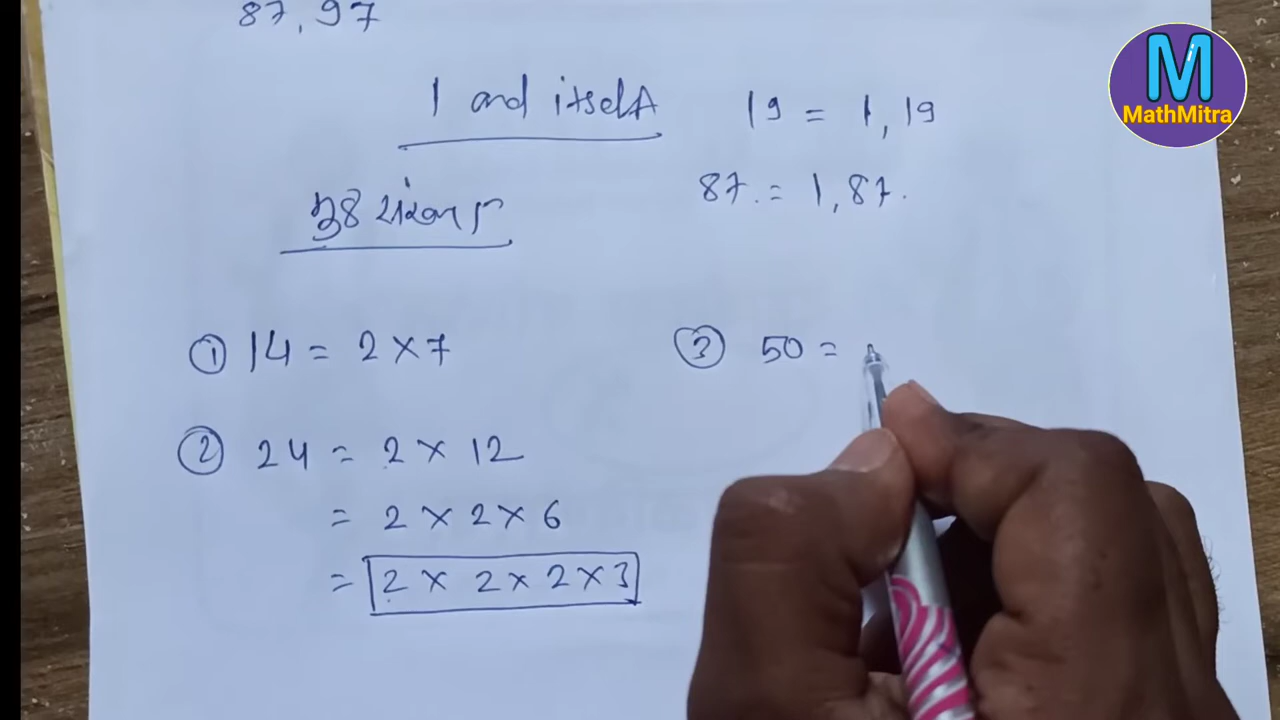 87, 97
1 and itself
19 = 1, 19
87. = 1, 87.
① 14 = 2 × 7
② 24 = 2 × 12
= 2 × 2 × 6
= 2 × 2 × 2 × 3
③ 50 =
M
MathMitra